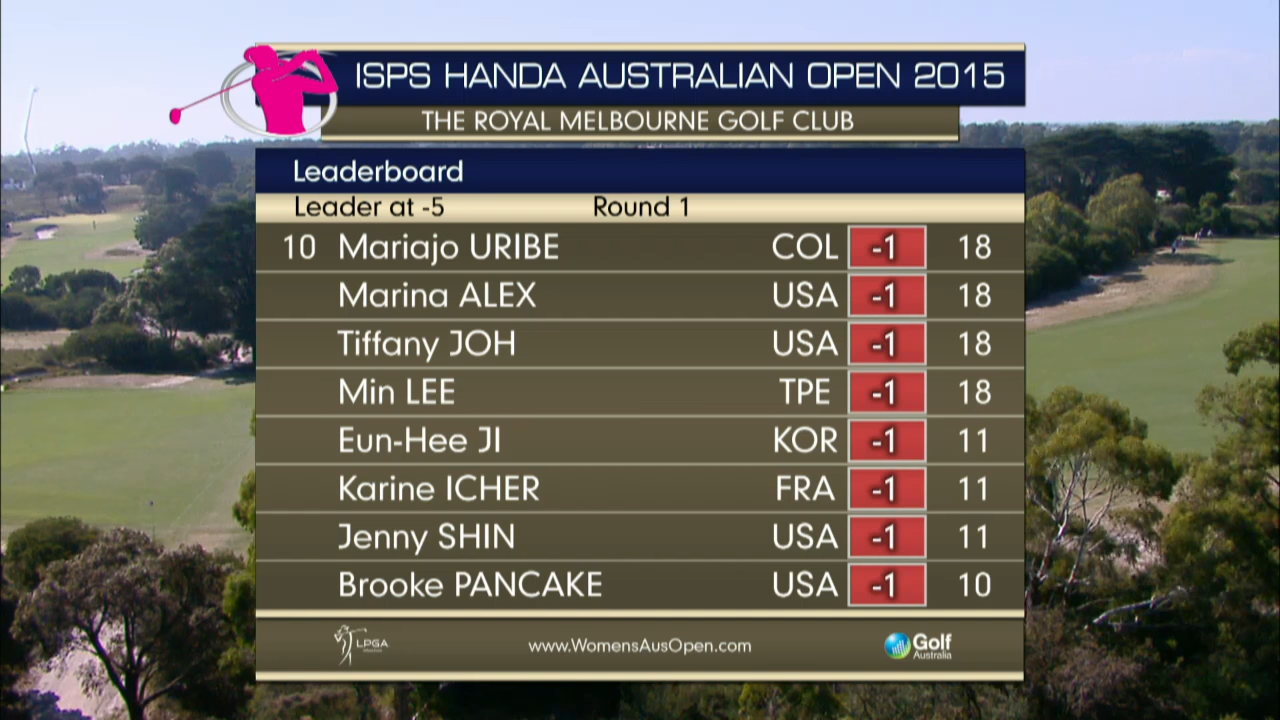 ISPS HANDA AUSTRALIAN OPEN 2015
THE ROYAL MELBOURNE GOLF CLUB
Leaderboard
Leader at -5 Round 1
10 Mariajo URIBE COL -1 18
Marina ALEX USA -1 18
Tiffany JOH USA -1 18
Min LEE TPE -1 18
Eun-Hee JI KOR -1 11
Karine ICHER FRA -1 11
Jenny SHIN USA -1 11
Brooke PANCAKE USA -1 10
LPGA www.WomensAusOpen.com Golf
Australia